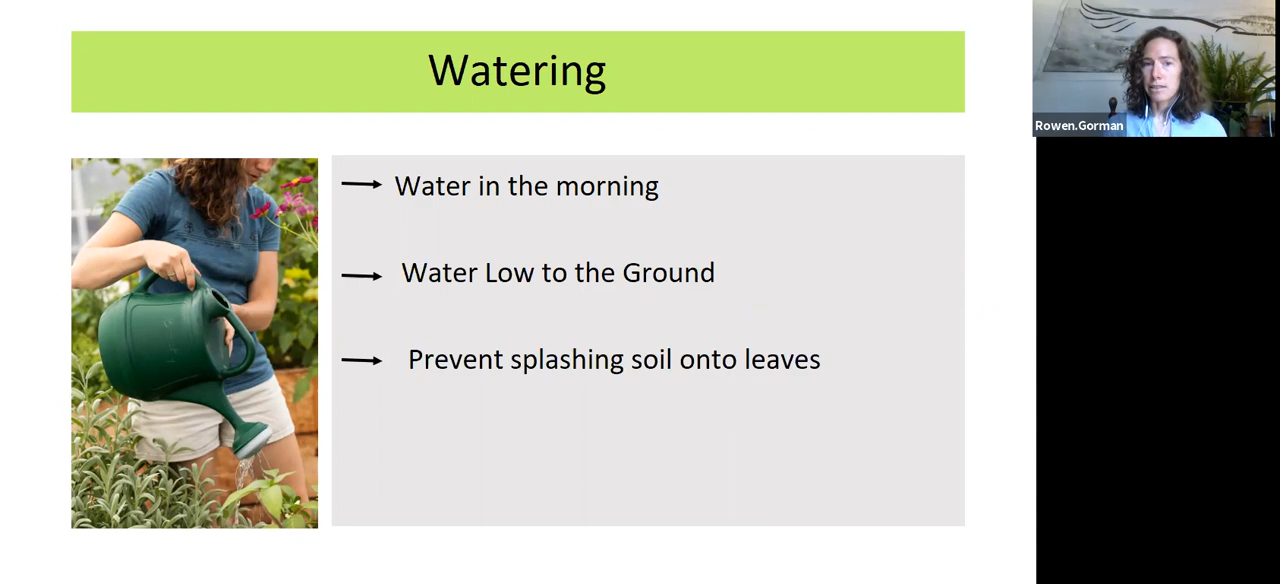 Watering
Rowen.Gorman
Water in the morning
Water Low to the Ground
Prevent splashing soil onto leaves